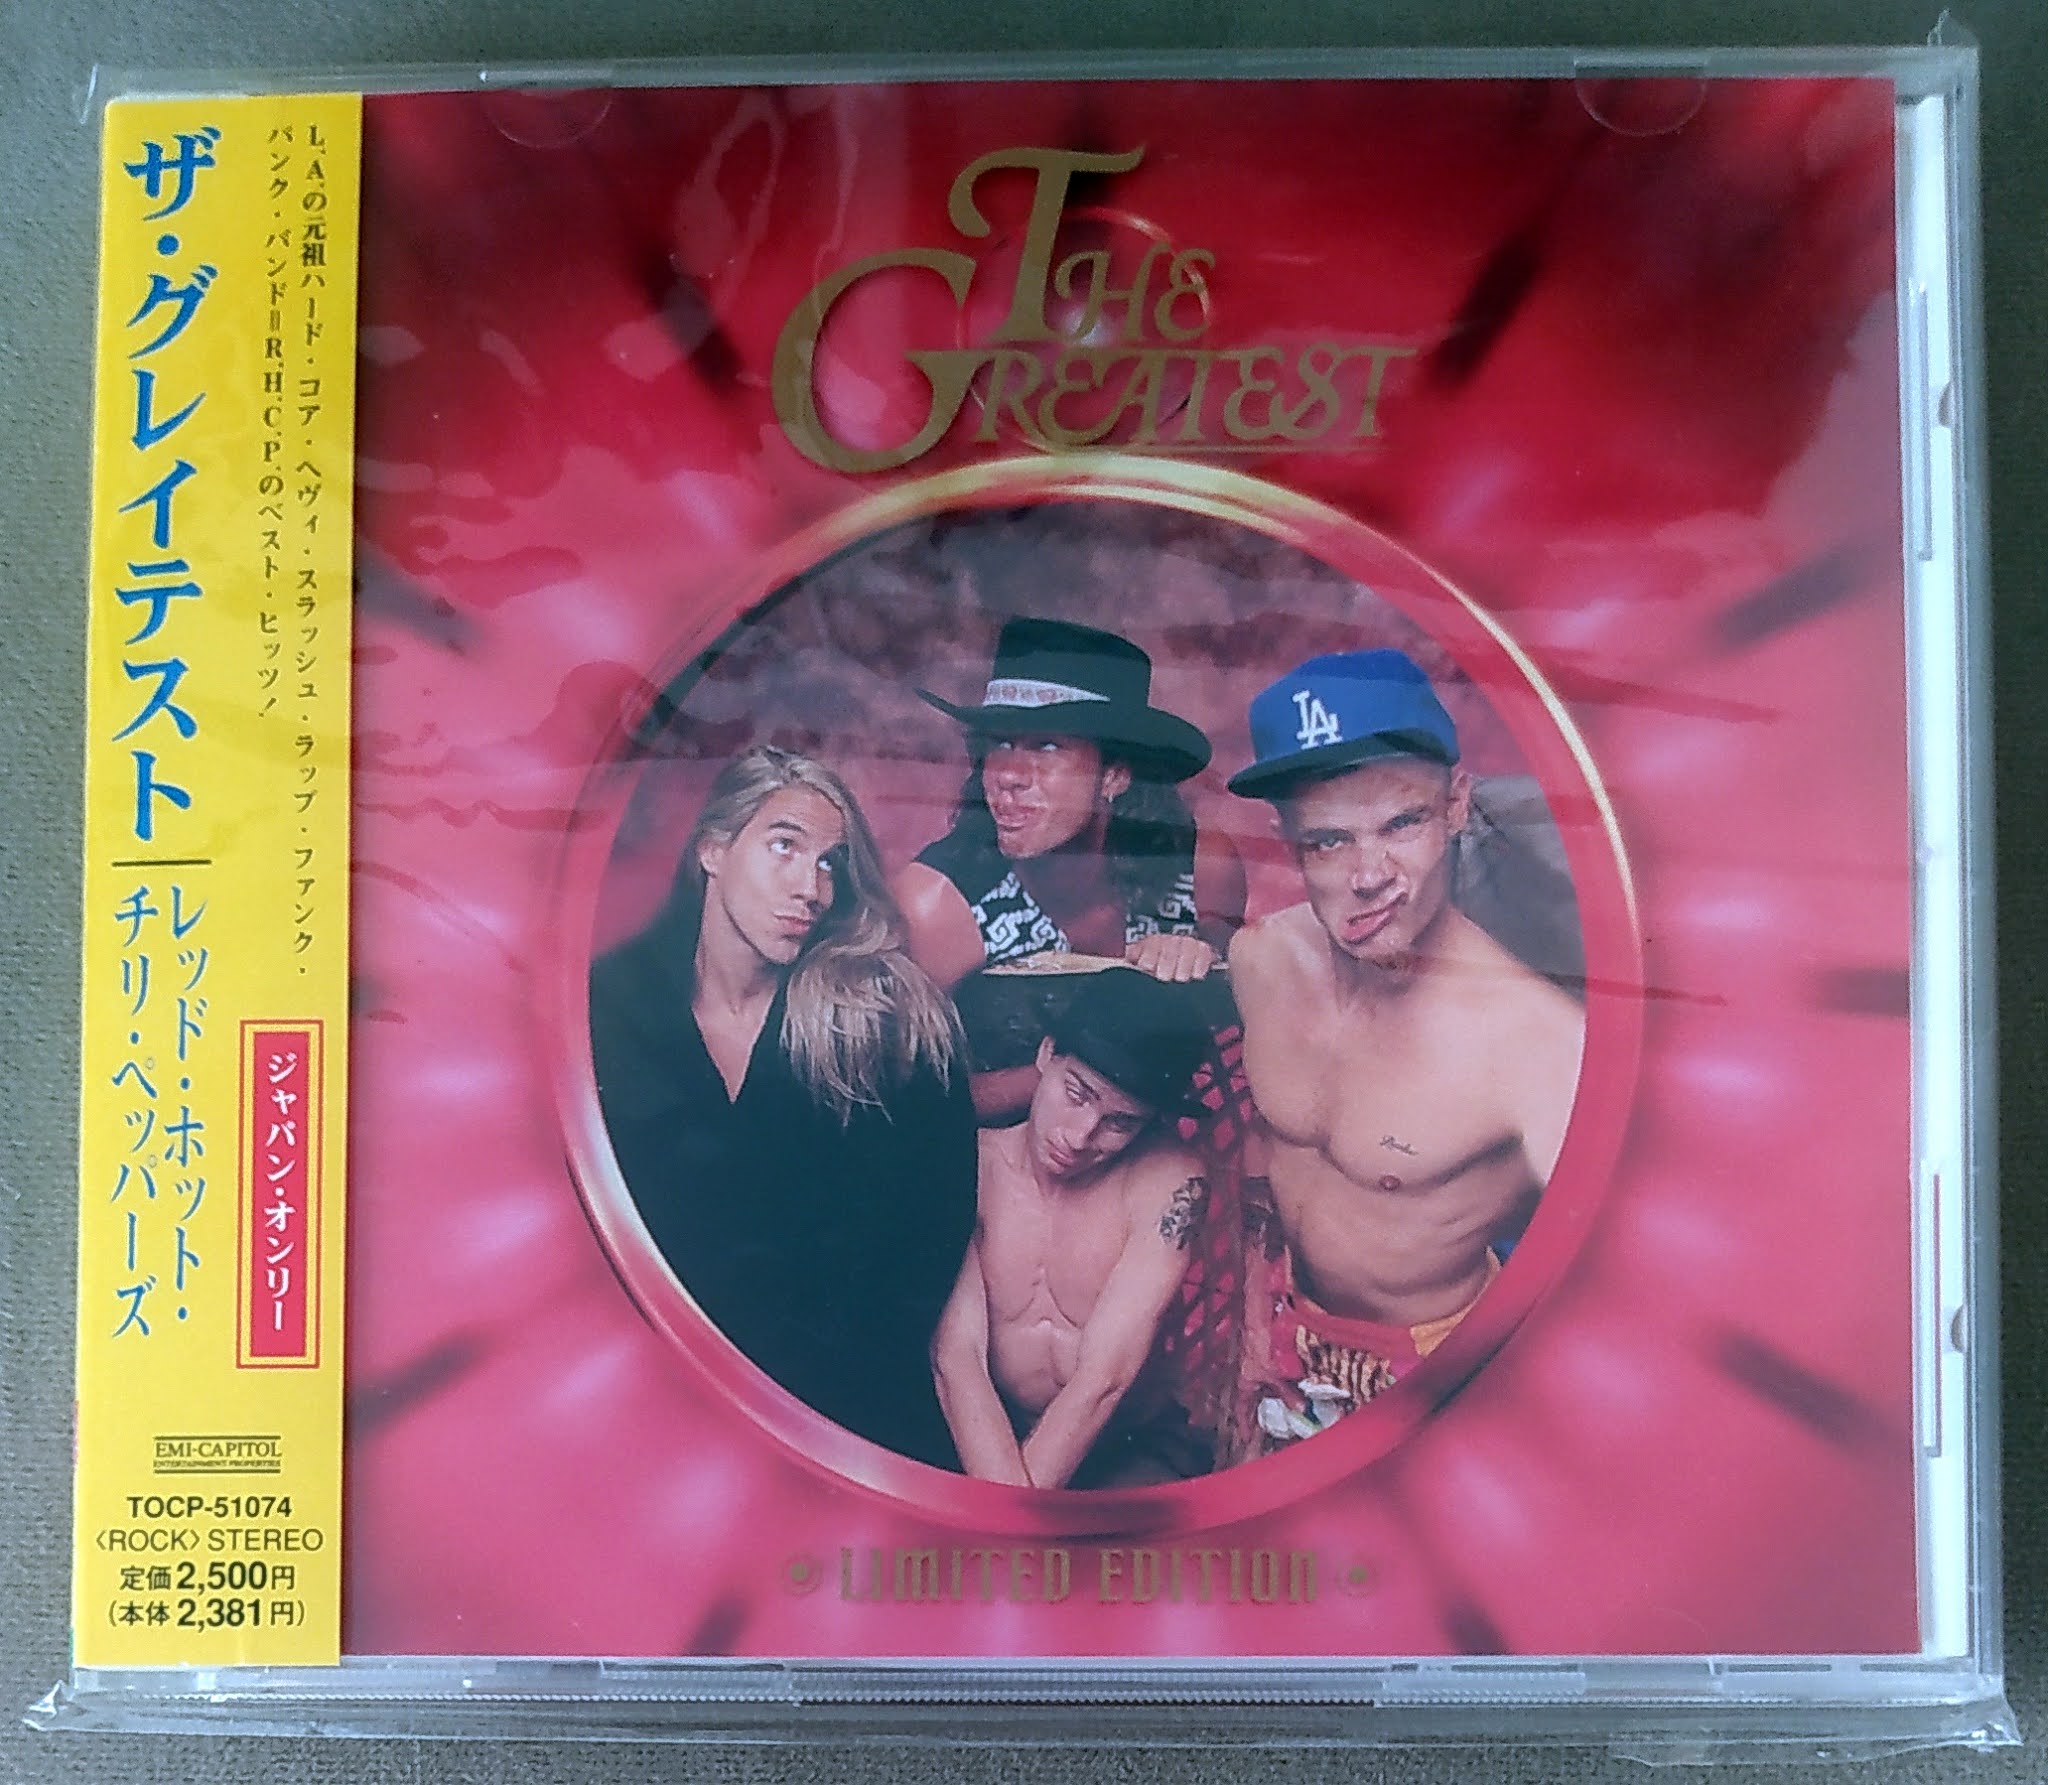 L.A.の元祖ハード・コア・ヘヴィ・スラッシュ・ラップ・ファンク・
パンク・バンド=R.H.C.P.のベスト・ヒッツ!
ザ・グレイテスト
レッド・ホット・
チリ・ペッパーズ
ジャパン・オンリー
EMI-CAPITOL
ENTERTAINMENT PROPERTIES
TOCP-51074
〈ROCK〉STEREO
定価2,500円
(本体2,381円)
THE
GREATEST
LA
LIMITED EDITION